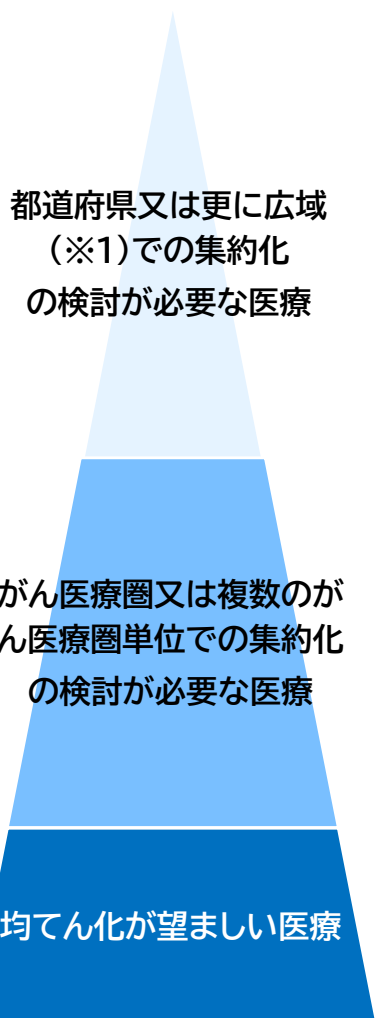 都道府県又は更に広域
（※1）での集約化
の検討が必要な医療
がん医療圏又は複数のが
ん医療圏単位での集約化
の検討が必要な医療
均てん化が望ましい医療